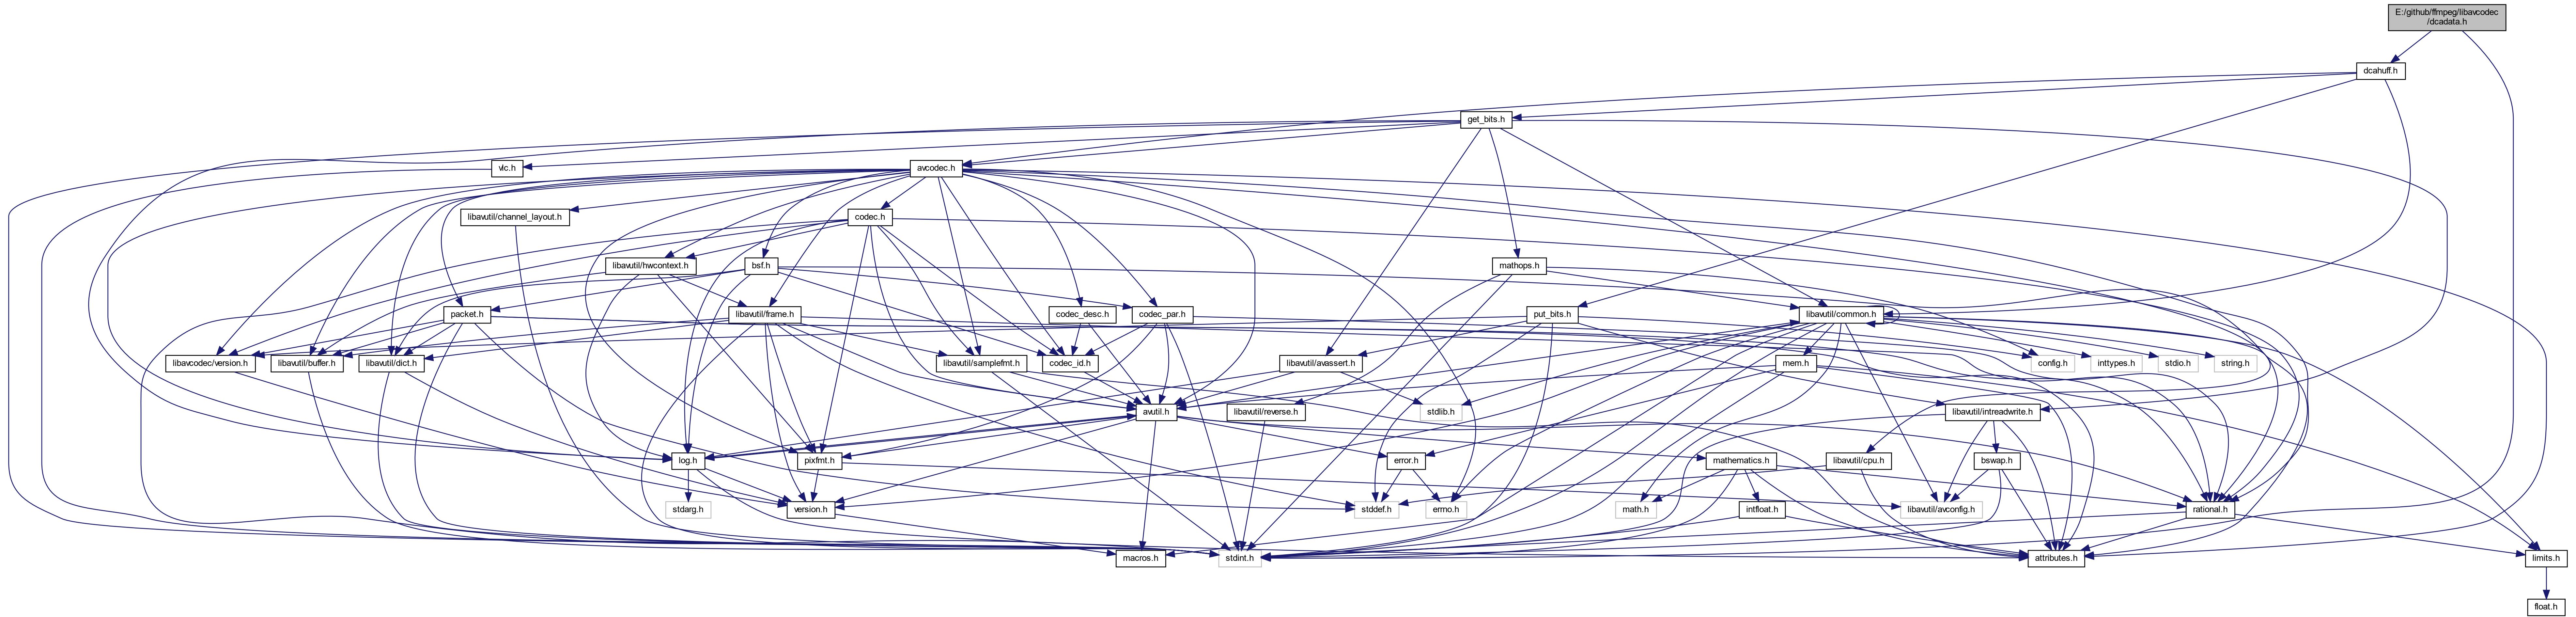 E:/github/ffmpeg/libavcodec
/dcadata.h
dcahuff.h
get_bits.h
vlc.h
avcodec.h
libavutil/channel_layout.h
codec.h
libavutil/hwcontext.h
bsf.h
mathops.h
packet.h
libavutil/frame.h
codec_desc.h
codec_par.h
put_bits.h
libavutil/common.h
libavcodec/version.h
libavutil/buffer.h
libavutil/dict.h
libavutil/samplefmt.h
codec_id.h
libavutil/avassert.h
mem.h
config.h
inttypes.h
stdio.h
string.h
avutil.h
libavutil/reverse.h
stdlib.h
libavutil/intreadwrite.h
log.h
pixfmt.h
error.h
mathematics.h
libavutil/cpu.h
bswap.h
stdarg.h
version.h
stddef.h
errno.h
math.h
intfloat.h
libavutil/avconfig.h
rational.h
macros.h
stdint.h
attributes.h
limits.h
float.h